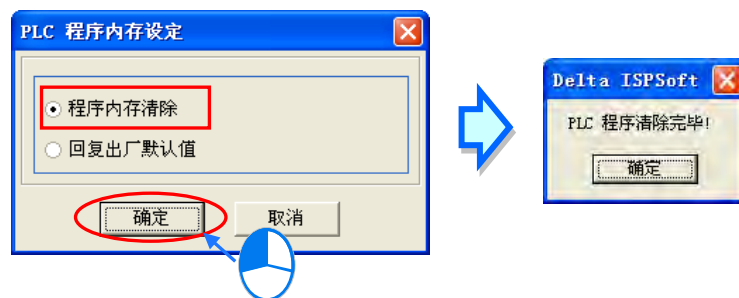 PLC 程序内存设定
程序内存清除
回复出厂默认值
确定
取消
Delta ISPSoft
PLC 程序清除完毕!
确定